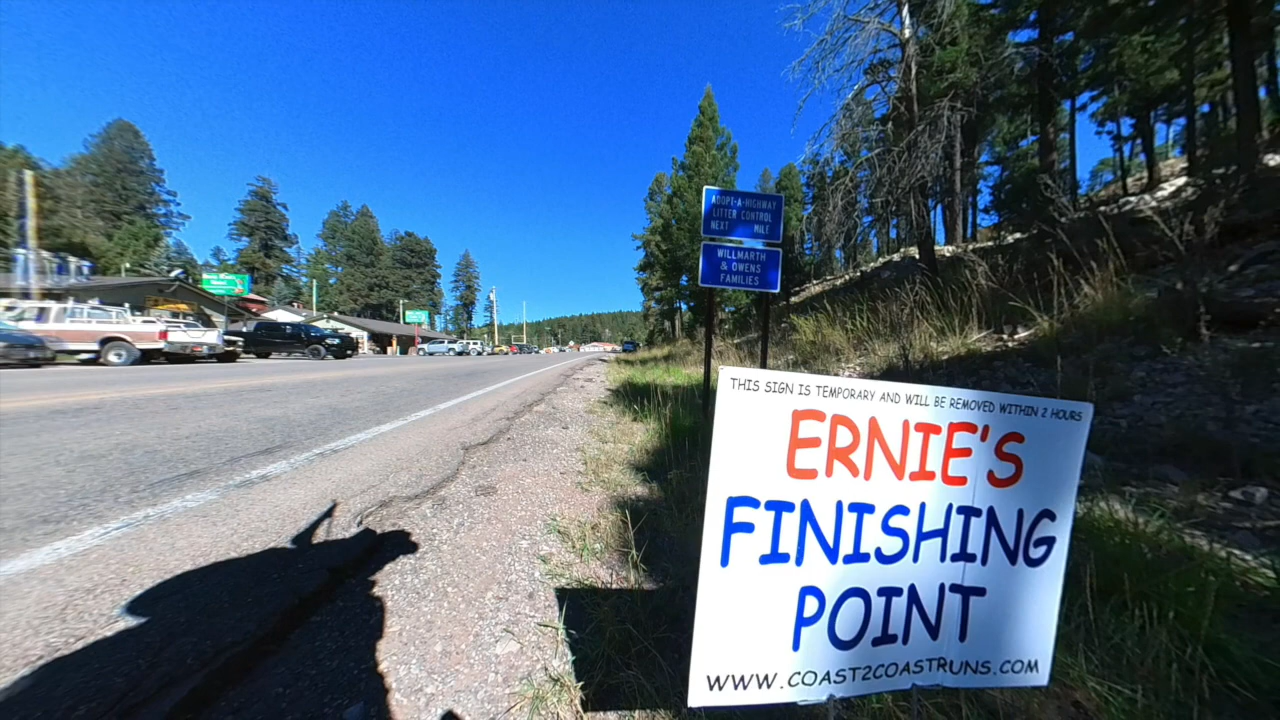 ADOPT-A-HIGHWAY
LITTER CONTROL
NEXT MILE
WILLMARTH
& OWENS
FAMILIES
THIS SIGN IS TEMPORARY AND WILL BE REMOVED WITHIN 2 HOURS
ERNIE'S
FINISHING
POINT
WWW.COAST2COASTRUNS.COM